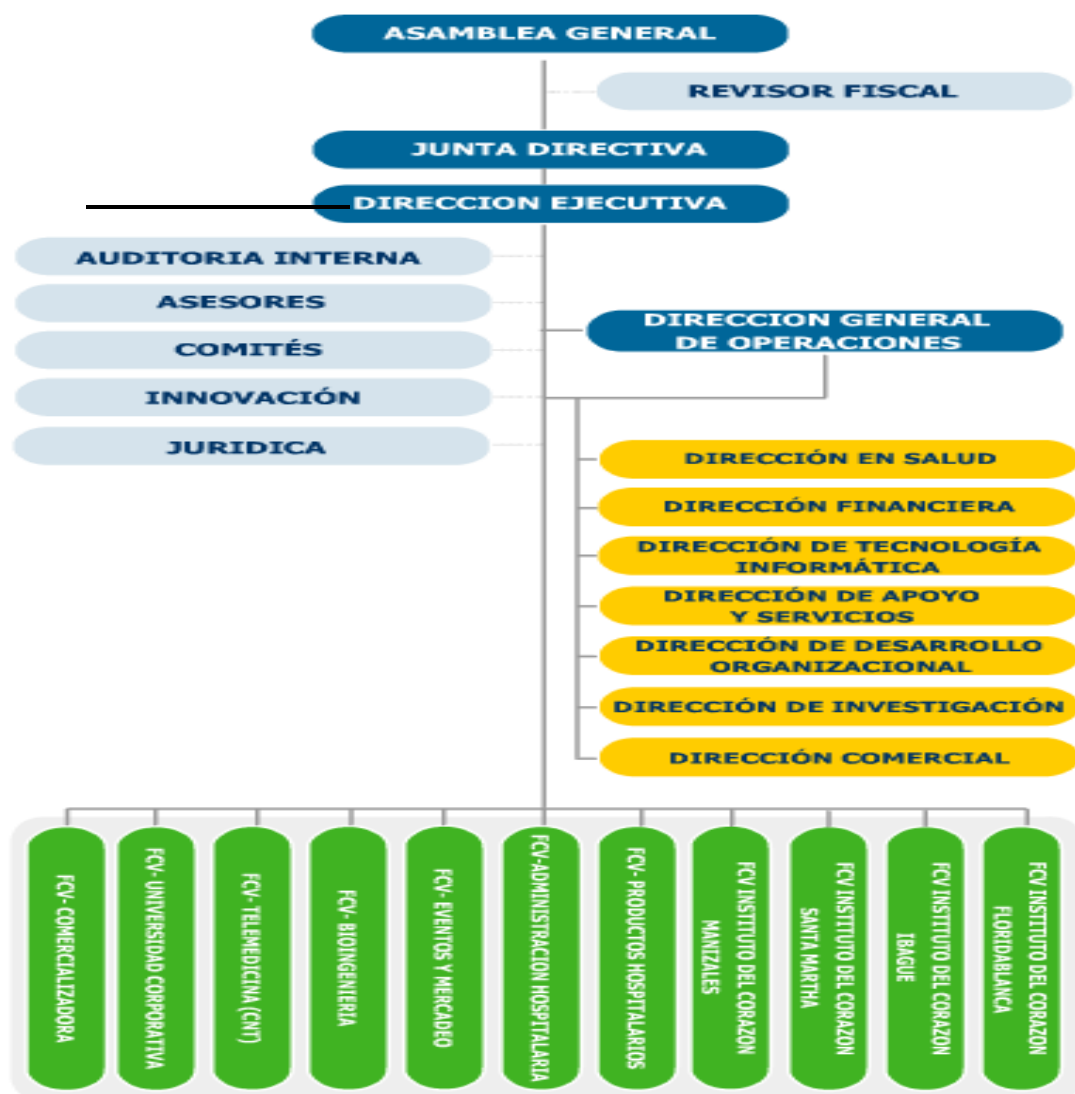 ASAMBLEA GENERAL
REVISOR FISCAL
JUNTA DIRECTIVA
DIRECCION EJECUTIVA
AUDITORIA INTERNA
ASESORES
COMITÉS
INNOVACIÓN
JURIDICA
DIRECCION GENERAL
DE OPERACIONES
DIRECCIÓN EN SALUD
DIRECCIÓN FINANCIERA
DIRECCIÓN DE TECNOLOGÍA
INFORMÁTICA
DIRECCIÓN DE APOYO
Y SERVICIOS
DIRECCIÓN DE DESARROLLO
ORGANIZACIONAL
DIRECCIÓN DE INVESTIGACIÓN
DIRECCIÓN COMERCIAL
FCV- COMERCIALIZADORA
FCV- UNIVERSIDAD CORPORATIVA
FCV- TELEMEDICINA (CNT)
FCV- BIOINGENIERIA
FCV- EVENTOS Y MERCADEO
FCV-ADMINISTRACION HOSPITALARIA
FCV- PRODUCTOS HOSPITALARIOS
FCV INSTITUTO DEL CORAZON
MANIZALES
FCV INSTITUTO DEL CORAZON
SANTA MARTHA
FCV INSTITUTO DEL CORAZON
IBAGUE
FCV INSTITUTO DEL CORAZON
FLORIDABLANCA